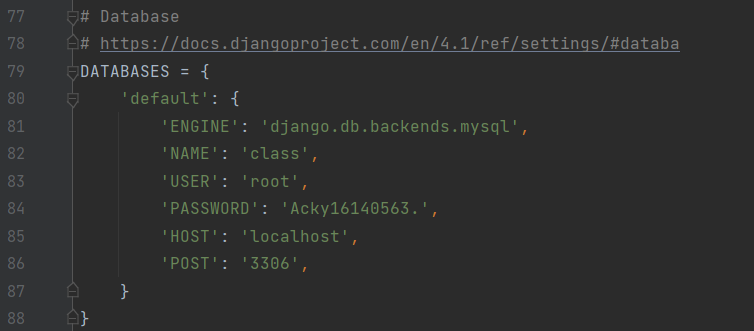 77 # Database
78 # https://docs.djangoproject.com/en/4.1/ref/settings/#databa
79 DATABASES = {
80     'default': {
81         'ENGINE': 'django.db.backends.mysql',
82         'NAME': 'class',
83         'USER': 'root',
84         'PASSWORD': 'Acky16140563.',
85         'HOST': 'localhost',
86         'POST': '3306',
87     }
88 }